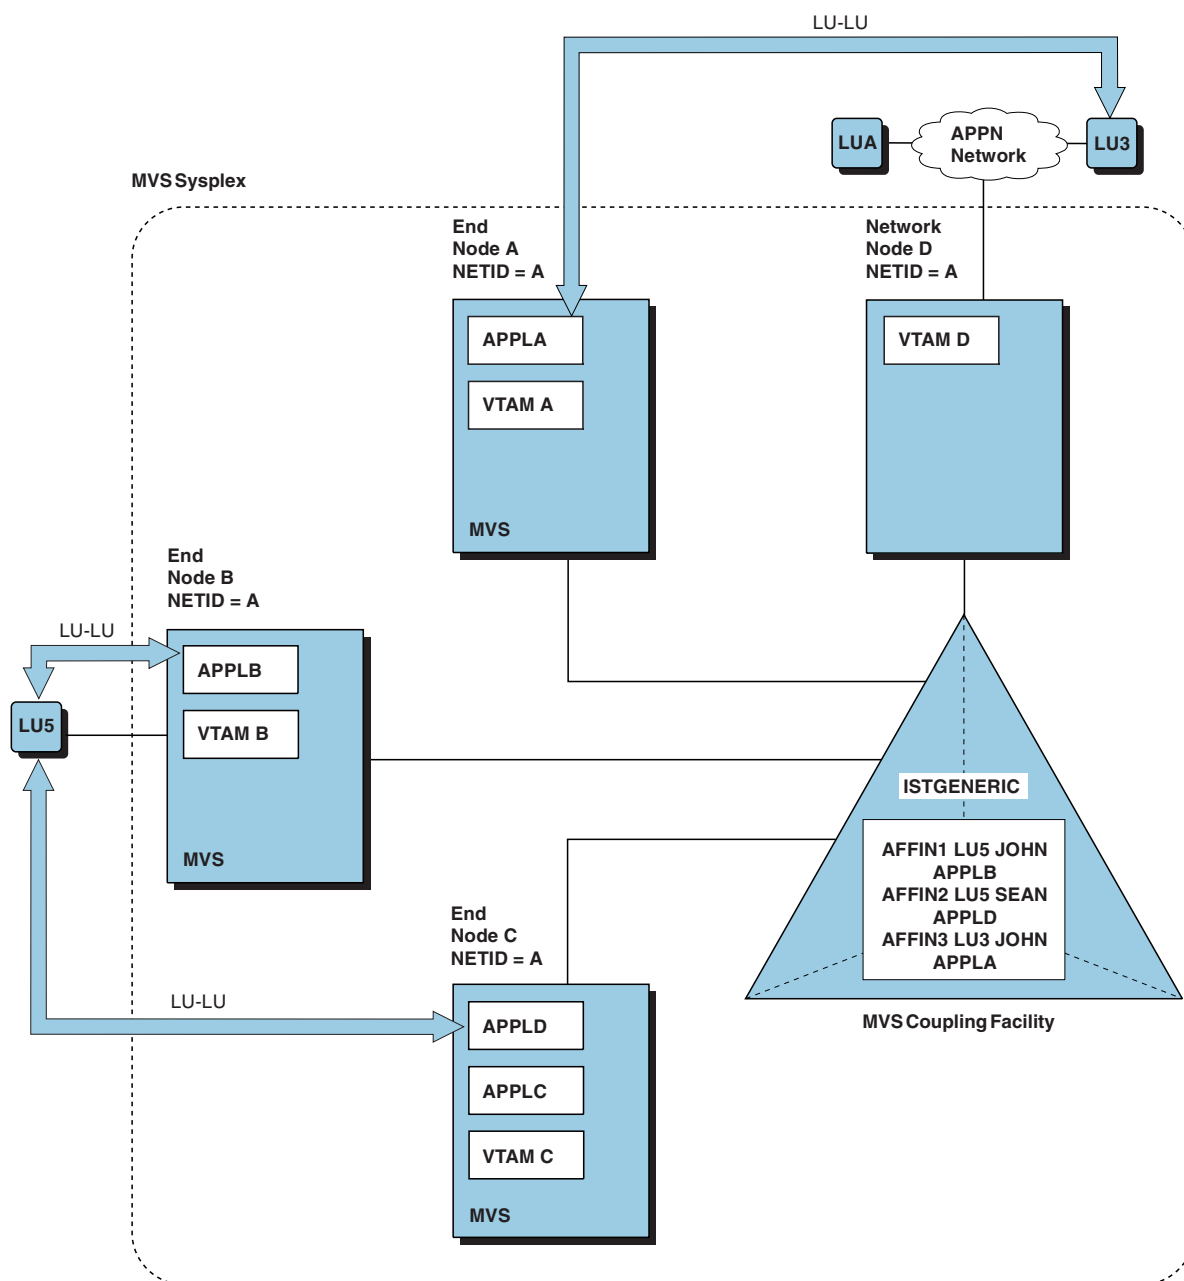 LU-LU
LUA
APPN
Network
LU3
MVS Sysplex
End
Node A
NETID = A
Network
Node D
NETID = A
APPLA
VTAM A
MVS
VTAM D
End
Node B
NETID = A
LU-LU
APPLB
LU5
VTAM B
MVS
ISTGENERIC
AFFIN1 LU5 JOHN
APPLB
AFFIN2 LU5 SEAN
APPLD
AFFIN3 LU3 JOHN
APPLA
MVS Coupling Facility
End
Node C
NETID = A
LU-LU
APPLD
APPLC
VTAM C
MVS